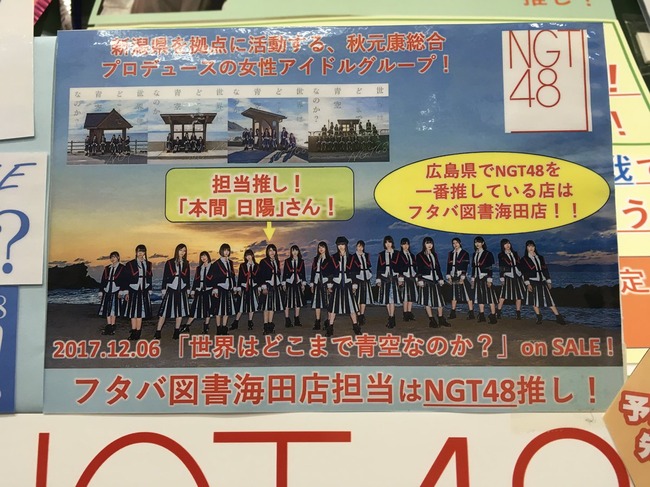 推し！
新潟県を拠点に活動する、秋元康総合
プロデュースの女性アイドルグループ！
NGT
48
担当推し！
「本間 日陽」さん！
広島県でNGT48を
一番推している店は
フタバ図書海田店！！
2017.12.06 「世界はどこまで青空なのか？」 on SALE！
フタバ図書海田店担当はNGT48推し！
NGT 48